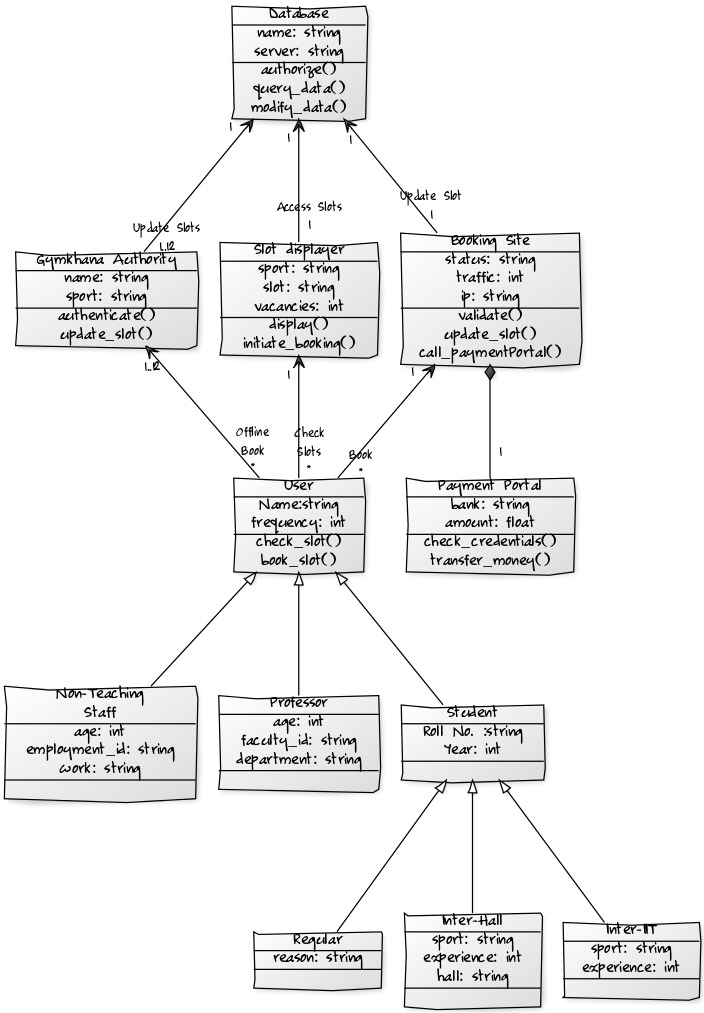 Database
name: string
server: string
authorize()
query_data()
modify_data()
1
1
1
Update Slots
1..12
Access Slots
1
Update Slot
1
Gymkhana Authority
name: string
sport: string
authenticate()
update_slot()
Slot displayer
sport: string
slot: string
vacancies: int
display()
initiate_booking()
Booking Site
status: string
traffic: int
ip: string
validate()
update_slot()
call_paymentPortal()
1..12
1
1
Offline
Book
*
Check
Slots
*
Book
*
1
User
Name:string
frequency: int
check_slot()
book_slot()
Payment Portal
bank: string
amount: float
check_credentials()
transfer_money()
Non-Teaching
Staff
age: int
employment_id: string
work: string
Professor
age: int
faculty_id: string
department: string
Student
Roll No. :string
Year: int
Regular
reason: string
Inter-Hall
sport: string
experience: int
hall: string
Inter-IIT
sport: string
experience: int